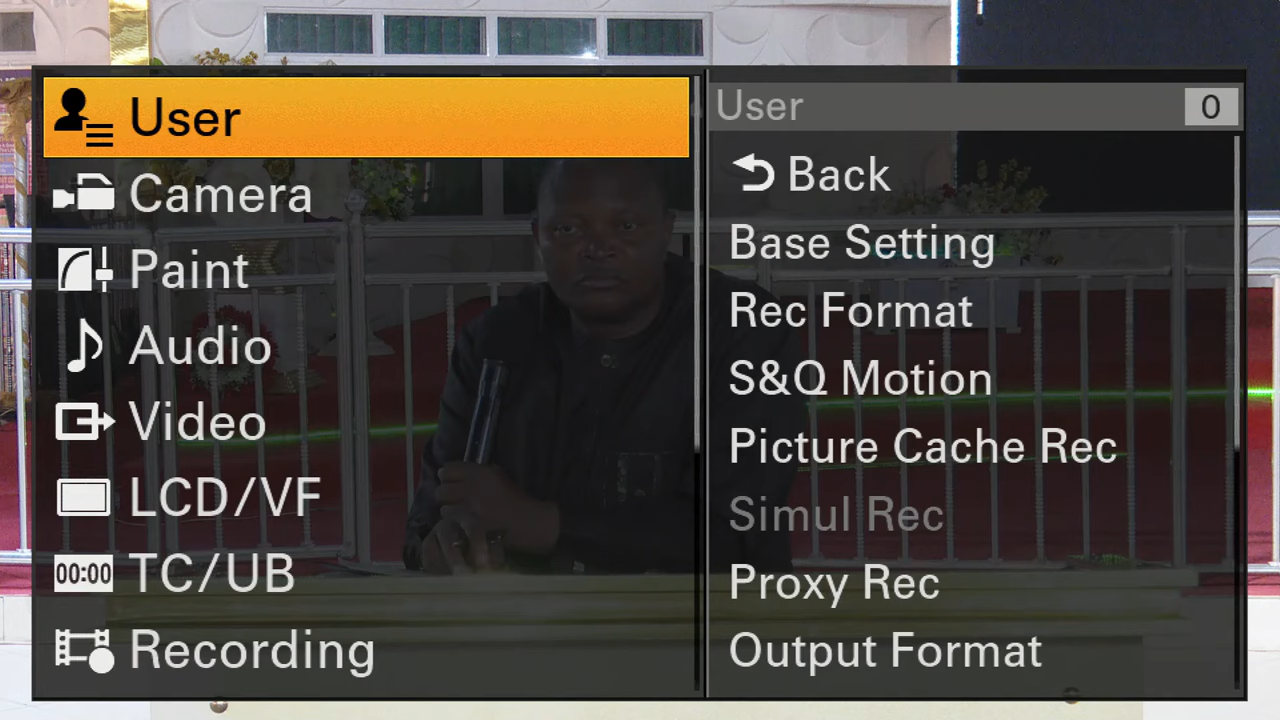 User
Camera
Paint
Audio
Video
LCD/VF
00:00 TC/UB
Recording
User 0
Back
Base Setting
Rec Format
S&Q Motion
Picture Cache Rec
Simul Rec
Proxy Rec
Output Format